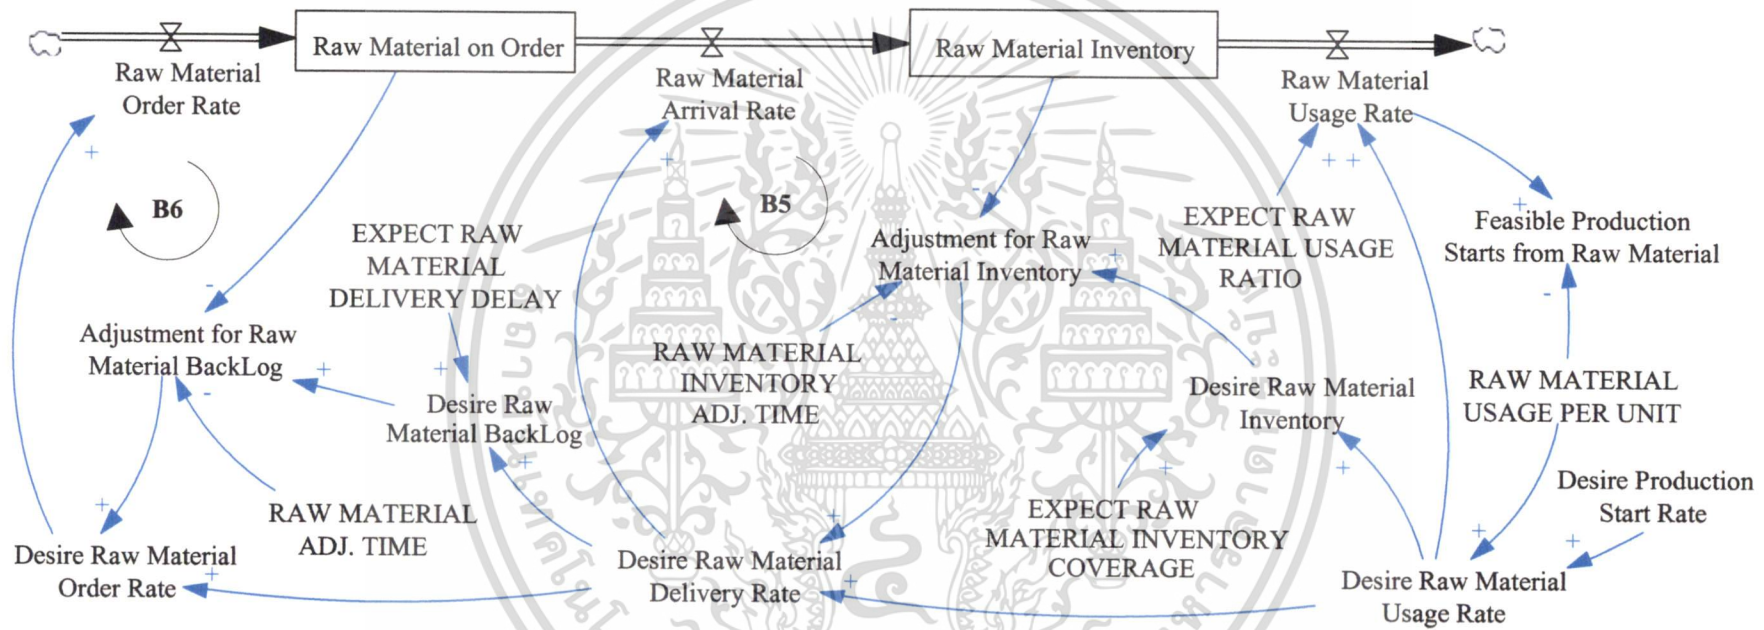 Raw Material on Order
Raw Material Inventory
Raw Material
Order Rate
Raw Material
Arrival Rate
Raw Material
Usage Rate
+
+
+ +
B6
B5
-
+
EXPECT RAW
MATERIAL
DELIVERY DELAY
Adjustment for Raw
Material Inventory
+
EXPECT RAW
MATERIAL USAGE
RATIO
Feasible Production
Starts from Raw Material
-
-
-
Adjustment for Raw
Material BackLog
+
+
-
RAW MATERIAL
INVENTORY
ADJ. TIME
Desire Raw
Material BackLog
Desire Raw Material
Inventory
RAW MATERIAL
USAGE PER UNIT
+
+
+
Desire Production
Start Rate
+
RAW MATERIAL
ADJ. TIME
+
EXPECT RAW
MATERIAL INVENTORY
COVERAGE
+
+
Desire Raw Material
Order Rate
+
Desire Raw Material
Delivery Rate
+
Desire Raw Material
Usage Rate